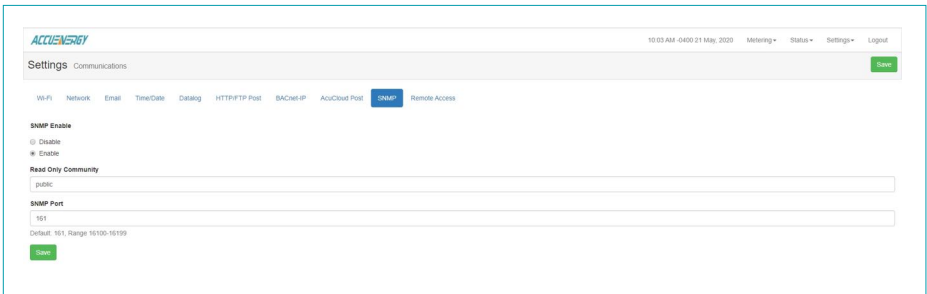 ACCUENERGY 10:03 AM -0400 21 May, 2020 Metering Status Settings Logout
Settings Communications Save
Wi-Fi Network Email Time/Date Datalog HTTP/FTP Post BACnet-IP AcuCloud Post SNMP Remote Access
SNMP Enable
Disable
Enable
Read Only Community
public
SNMP Port
161
Default: 161, Range 16100-16199
Save